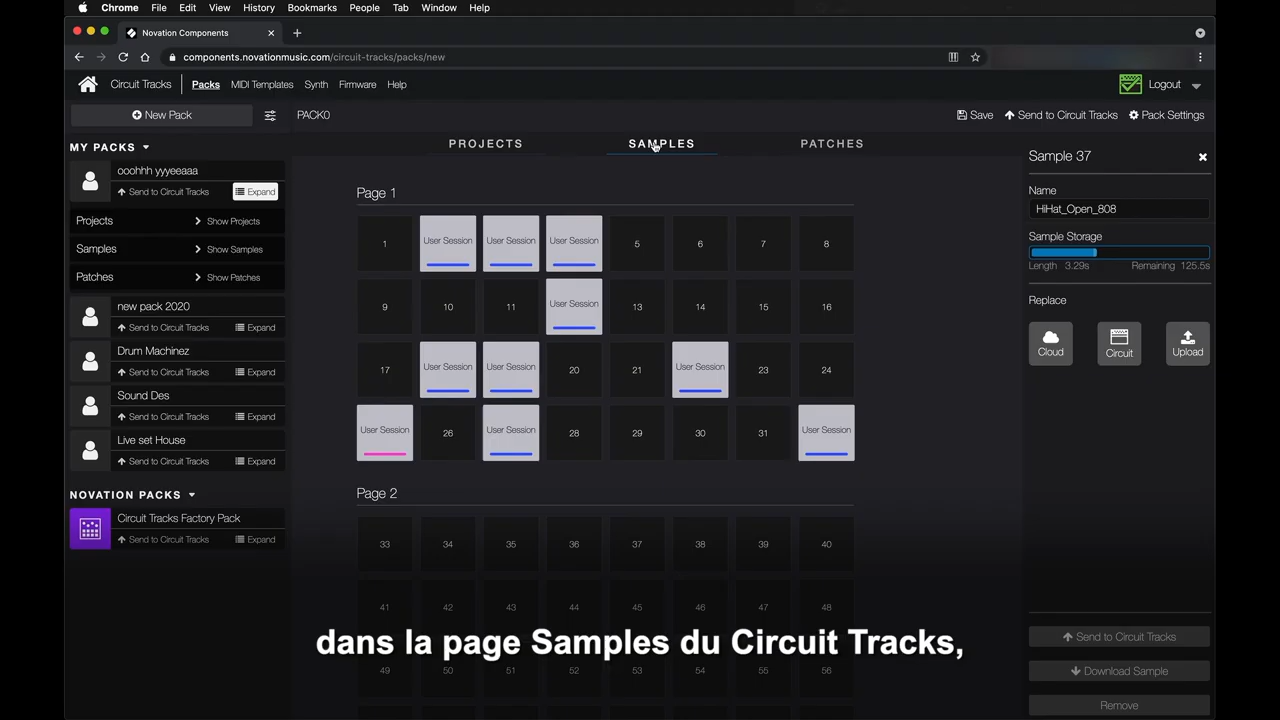 Chrome File Edit View History Bookmarks People Tab Window Help
Novation Components
components.novationmusic.com/circuit-tracks/packs/new
Circuit Tracks Packs MIDI Templates Synth Firmware Help Logout
New Pack PACK0 Save Send to Circuit Tracks Pack Settings
MY PACKS
ooohhh yyyeeaaa
Send to Circuit Tracks Expand
Projects Show Projects
Samples Show Samples
Patches Show Patches
new pack 2020
Send to Circuit Tracks Expand
Drum Machinez
Send to Circuit Tracks Expand
Sound Des
Send to Circuit Tracks Expand
Live set House
Send to Circuit Tracks Expand
NOVATION PACKS
Circuit Tracks Factory Pack
Send to Circuit Tracks Expand
PROJECTS SAMPLES PATCHES
Page 1
1 User Session User Session User Session 5 6 7 8
9 10 11 User Session 13 14 15 16
17 User Session User Session 20 21 User Session 23 24
User Session 26 User Session 28 29 30 31 User Session
Page 2
33 34 35 36 37 38 39 40
41 42 43 44 45 46 47 48
49 50 51 52 53 54 55 56
Sample 37
Name
HiHat_Open_808
Sample Storage
Length 3.29s Remaining 125.5s
Replace
Cloud Circuit Upload
Send to Circuit Tracks
Download Sample
Remove
dans la page Samples du Circuit Tracks,